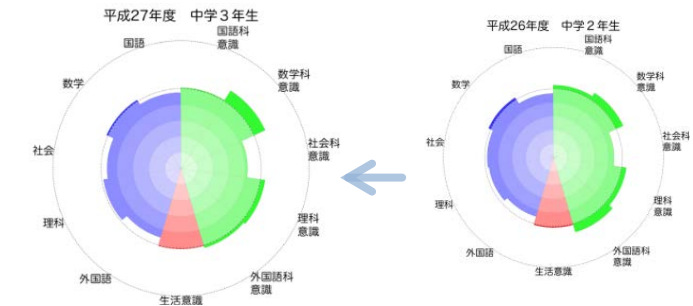 平成27年度　中学３年生
国語
国語科
意識
数学
数学科
意識
社会
社会科
意識
理科
理科
意識
外国語
外国語科
意識
生活意識
平成26年度　中学２年生
国語
国語科
意識
数学
数学科
意識
社会
社会科
意識
理科
理科
意識
外国語
外国語科
意識
生活意識